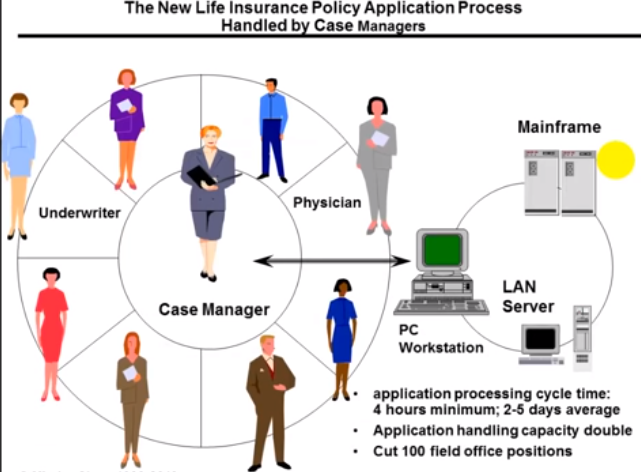 The New Life Insurance Policy Application Process
Handled by Case Managers
Mainframe
Underwriter
Physician
Case Manager
LAN
Server
PC
Workstation
• application processing cycle time:
4 hours minimum; 2-5 days average
• Application handling capacity double
• Cut 100 field office positions